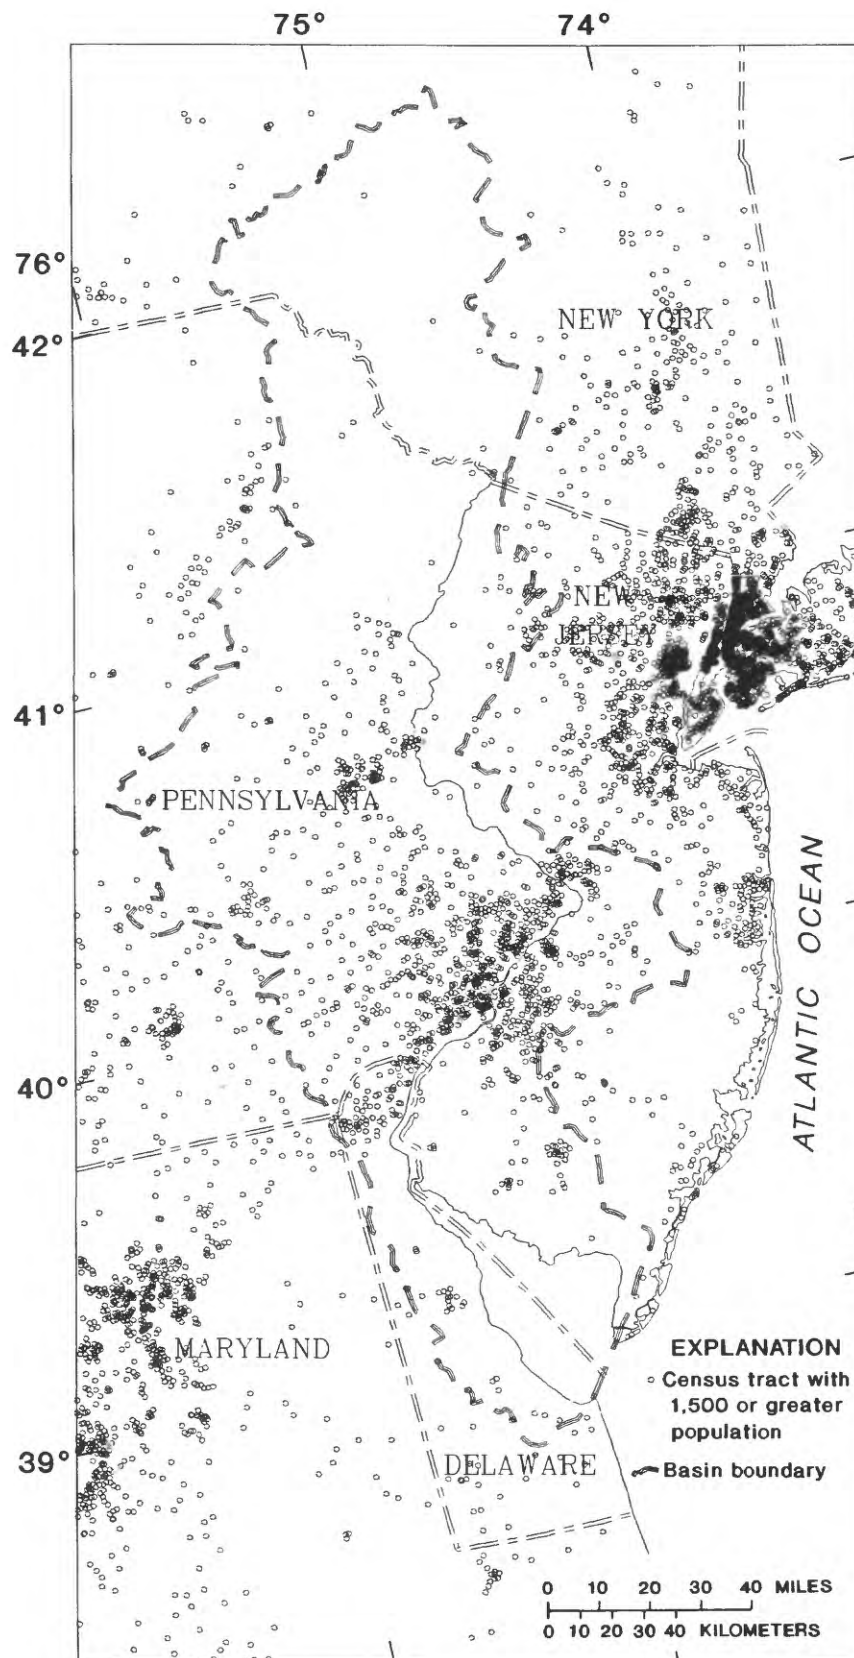 75° 74°
76°
42°
NEW YORK
NEW
JERSEY
41°
PENNSYLVANIA
ATLANTIC OCEAN
40°
MARYLAND
EXPLANATION
Census tract with
1,500 or greater
population
Basin boundary
39°
DELAWARE
0 10 20 30 40 MILES
0 10 20 30 40 KILOMETERS